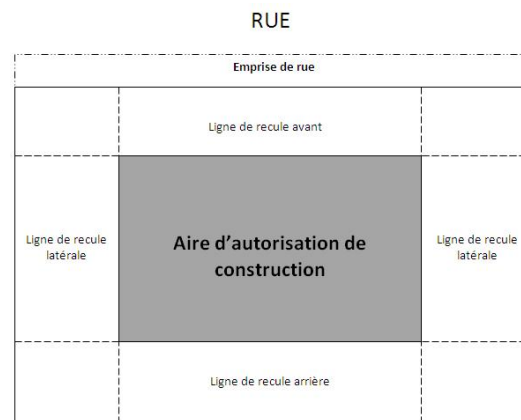 RUE
Emprise de rue
Ligne de recule avant
Ligne de recule
latérale
Aire d'autorisation de
construction
Ligne de recule
latérale
Ligne de recule arrière